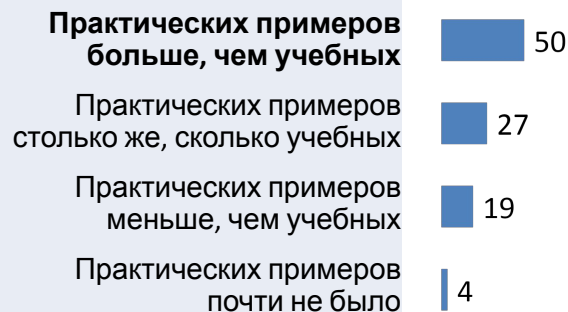 Практических примеров
больше, чем учебных
50
Практических примеров
столько же, сколько учебных
27
Практических примеров
меньше, чем учебных
19
Практических примеров
почти не было
4